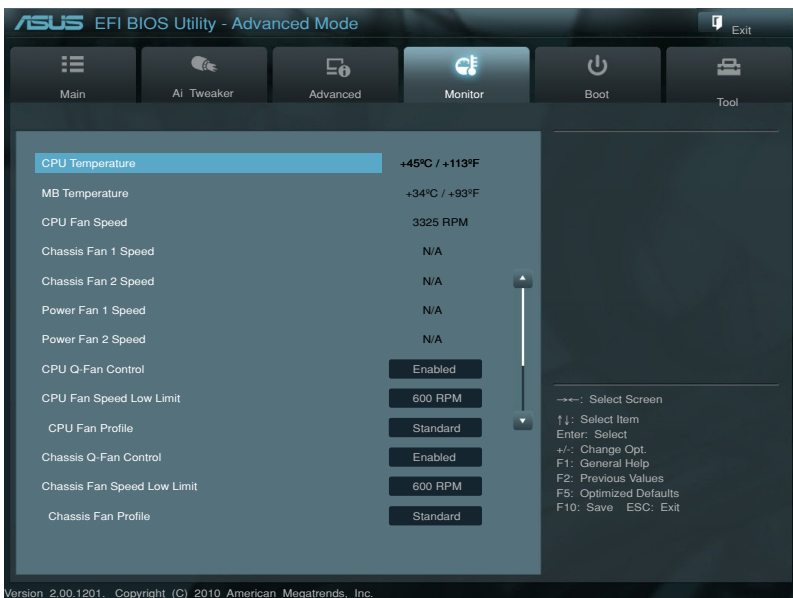 ASUS EFI BIOS Utility - Advanced Mode
Exit
Main
Ai Tweaker
Advanced
Monitor
Boot
Tool
CPU Temperature +45ºC / +113ºF
MB Temperature +34ºC / +93ºF
CPU Fan Speed 3325 RPM
Chassis Fan 1 Speed N/A
Chassis Fan 2 Speed N/A
Power Fan 1 Speed N/A
Power Fan 2 Speed N/A
CPU Q-Fan Control Enabled
CPU Fan Speed Low Limit 600 RPM
CPU Fan Profile Standard
Chassis Q-Fan Control Enabled
Chassis Fan Speed Low Limit 600 RPM
Chassis Fan Profile Standard
→←: Select Screen
↑↓: Select Item
Enter: Select
+/-: Change Opt.
F1: General Help
F2: Previous Values
F5: Optimized Defaults
F10: Save ESC: Exit
Version 2.00.1201. Copyright (C) 2010 American Megatrends, Inc.